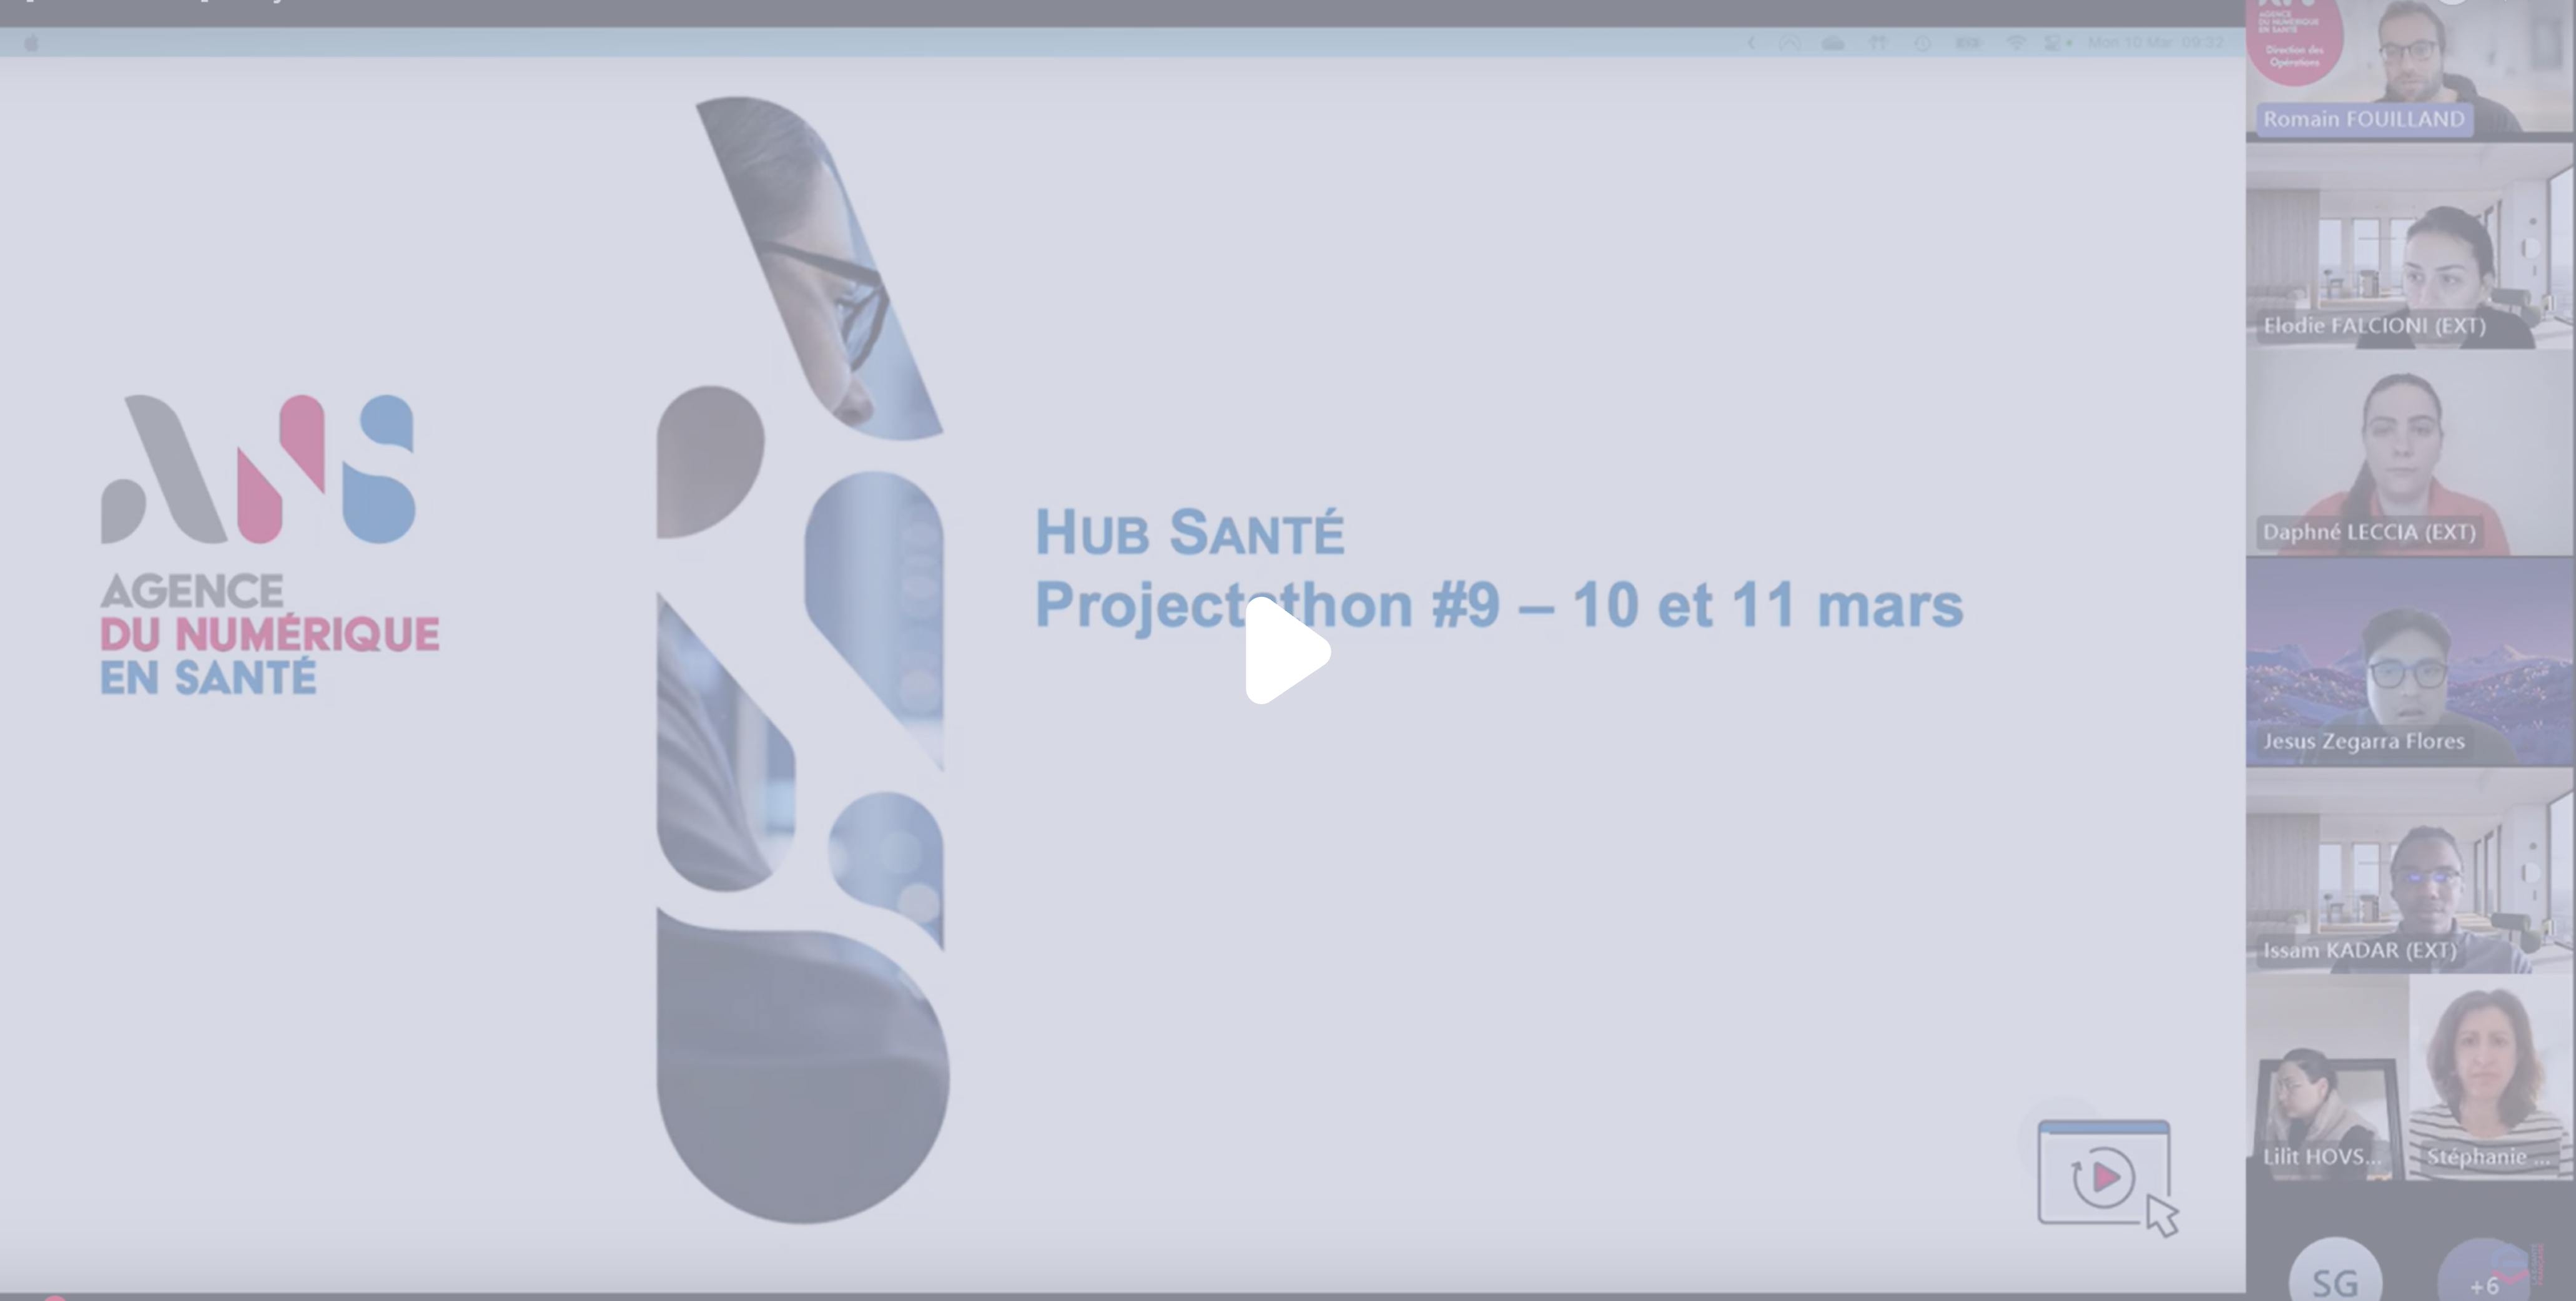 Mon 10 Mar 09:32
AGENCE
DU NUMÉRIQUE
EN SANTÉ
HUB SANTÉ
Projectathon #9 – 10 et 11 mars
AGENCE
DU NUMÉRIQUE
EN SANTÉ
Direction des
Opérations
Romain FOUILLAND
Elodie FALCIONI (EXT)
Daphné LECCIA (EXT)
Jesus Zegarra Flores
Issam KADAR (EXT)
Lilit HOVS...
Stéphanie ...
SG
+6